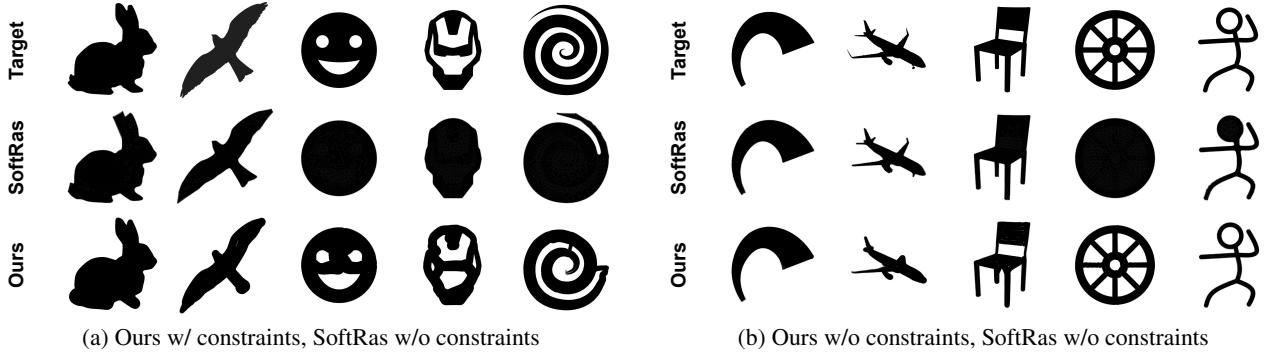 Target
SoftRas
Ours
(a) Ours w/ constraints, SoftRas w/o constraints
Target
SoftRas
Ours
(b) Ours w/o constraints, SoftRas w/o constraints